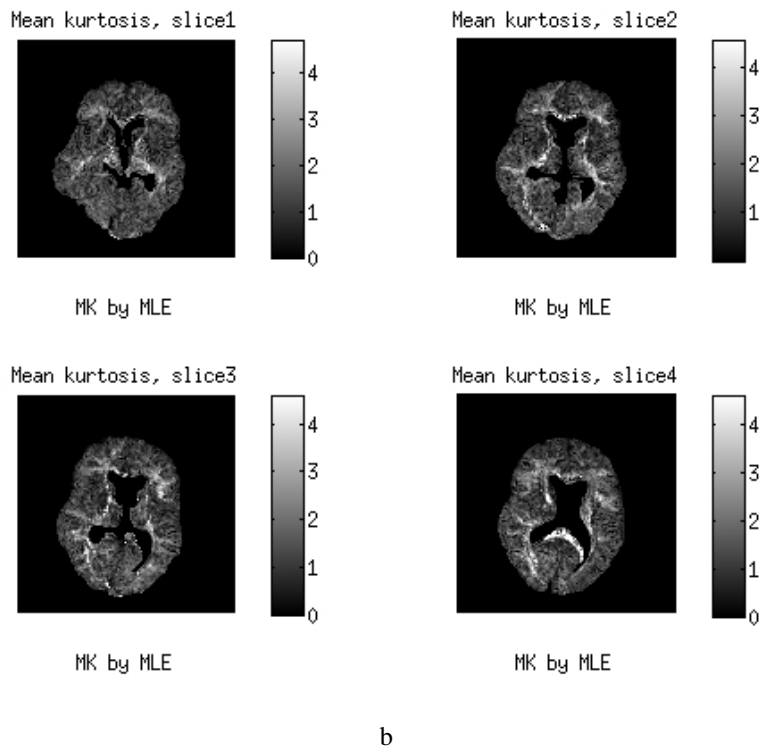 Mean kurtosis, slice1
4
3
2
1
0
MK by MLE
Mean kurtosis, slice2
4
3
2
1
MK by MLE
Mean kurtosis, slice3
4
3
2
1
0
MK by MLE
Mean kurtosis, slice4
4
3
2
1
0
MK by MLE
b